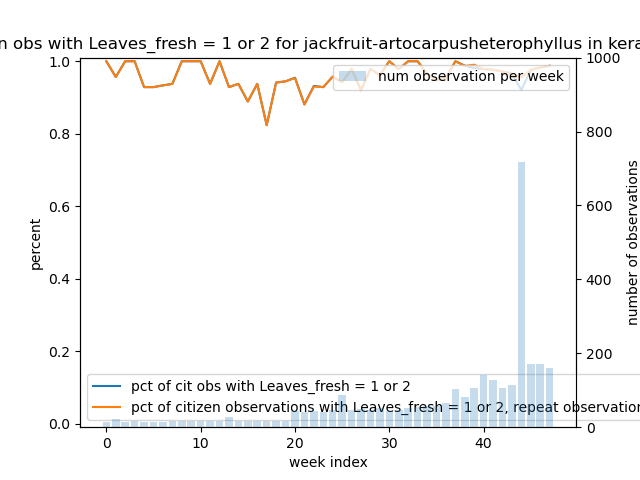 n obs with Leaves_fresh = 1 or 2 for jackfruit-artocarpusheterophyllus in kera
1.0
0.8
0.6
0.4
0.2
0.0
percent
1000
800
600
400
200
0
number of observations
num observation per week
pct of cit obs with Leaves_fresh = 1 or 2
pct of citizen observations with Leaves_fresh = 1 or 2, repeat observation
0 10 20 30 40
week index